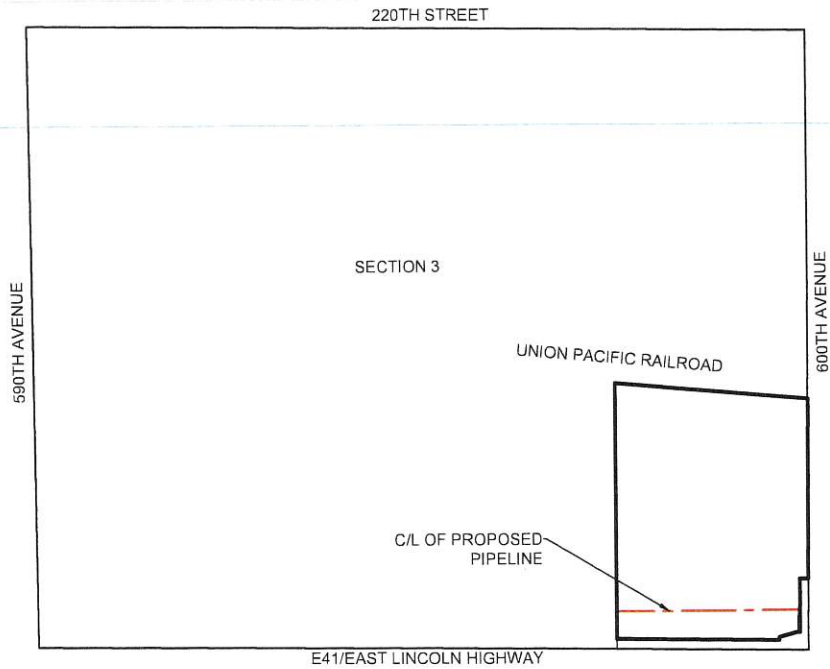 220TH STREET
590TH AVENUE
SECTION 3
600TH AVENUE
UNION PACIFIC RAILROAD
C/L OF PROPOSED
PIPELINE
E41/EAST LINCOLN HIGHWAY